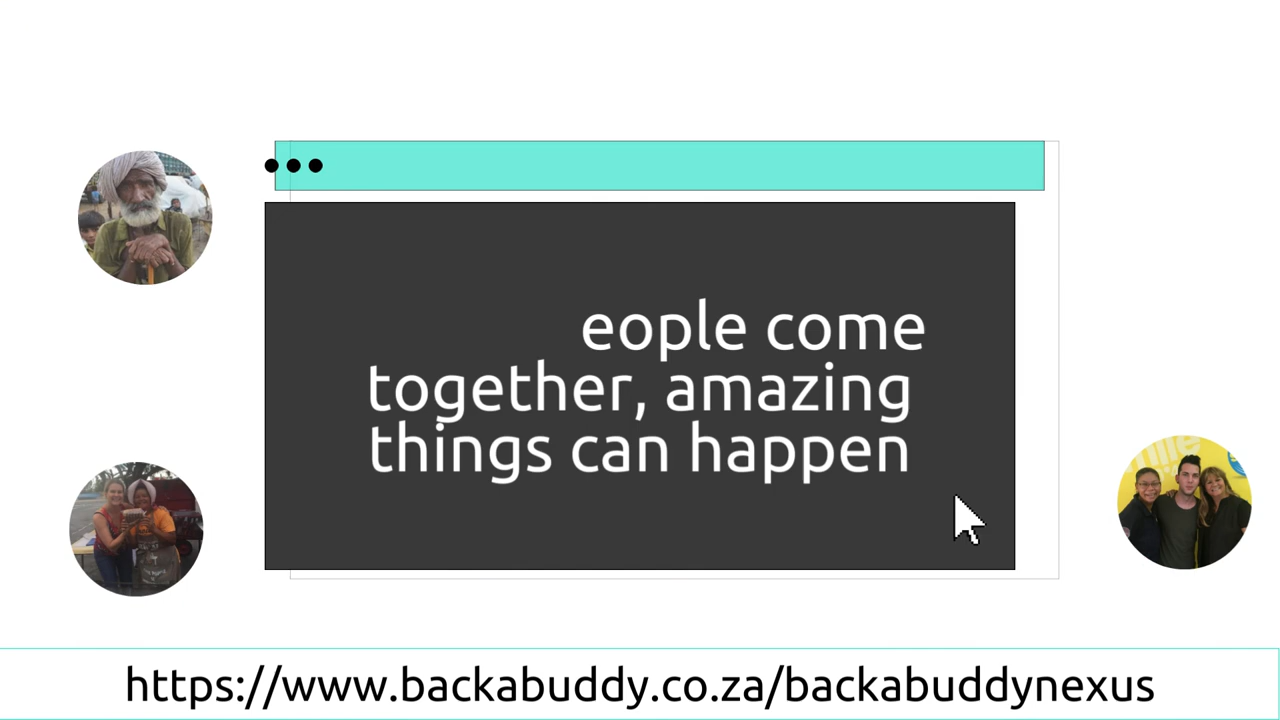 eople come
together, amazing
things can happen
https://www.backabuddy.co.za/backabuddynexus